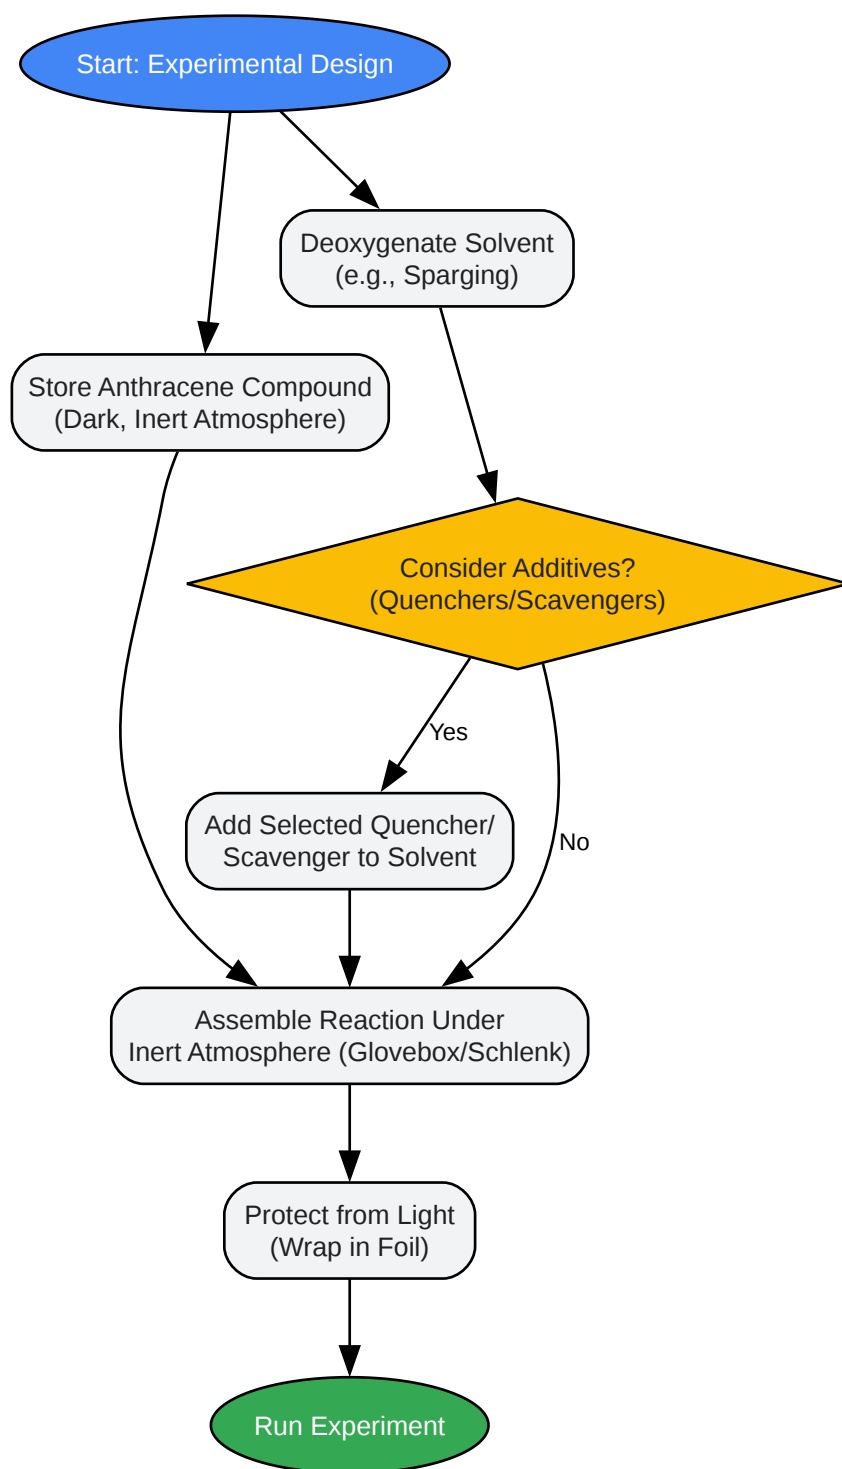 Start: Experimental Design
Deoxygenate Solvent
(e.g., Sparging)
Store Anthracene Compound
(Dark, Inert Atmosphere)
Consider Additives?
(Quenchers/Scavengers)
Yes
Add Selected Quencher/
Scavenger to Solvent
No
Assemble Reaction Under
Inert Atmosphere (Glovebox/Schlenk)
Protect from Light
(Wrap in Foil)
Run Experiment